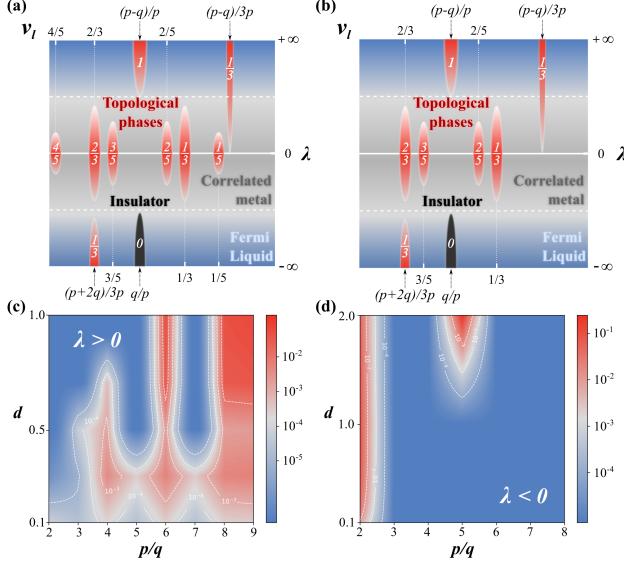 (a)
(p-q)/p
(p-q)/3p
ν_l
4/5
2/3
2/5
+∞
1
1/3
Topological
phases
4/5
2/3
3/5
2/5
1/3
1/5
0
λ
Correlated
metal
Insulator
1/3
0
Fermi
Liquid
-∞
3/5
1/3
1/5
(p+2q)/3p
q/p
(b)
(p-q)/p
(p-q)/3p
ν_l
2/3
2/5
+∞
1
1/3
Topological
phases
2/3
3/5
2/5
1/3
0
λ
Correlated
metal
Insulator
1/3
0
Fermi
Liquid
-∞
3/5
1/3
(p+2q)/3p
q/p
(c)
λ > 0
1.0
d
0.5
0.1
2 3 4 5 6 7 8 9
p/q
10⁻²
10⁻³
10⁻⁴
10⁻⁵
(d)
λ < 0
2.0
d
1.0
0.1
2 3 4 5 6 7 8
p/q
10⁻¹
10⁻²
10⁻³
10⁻⁴